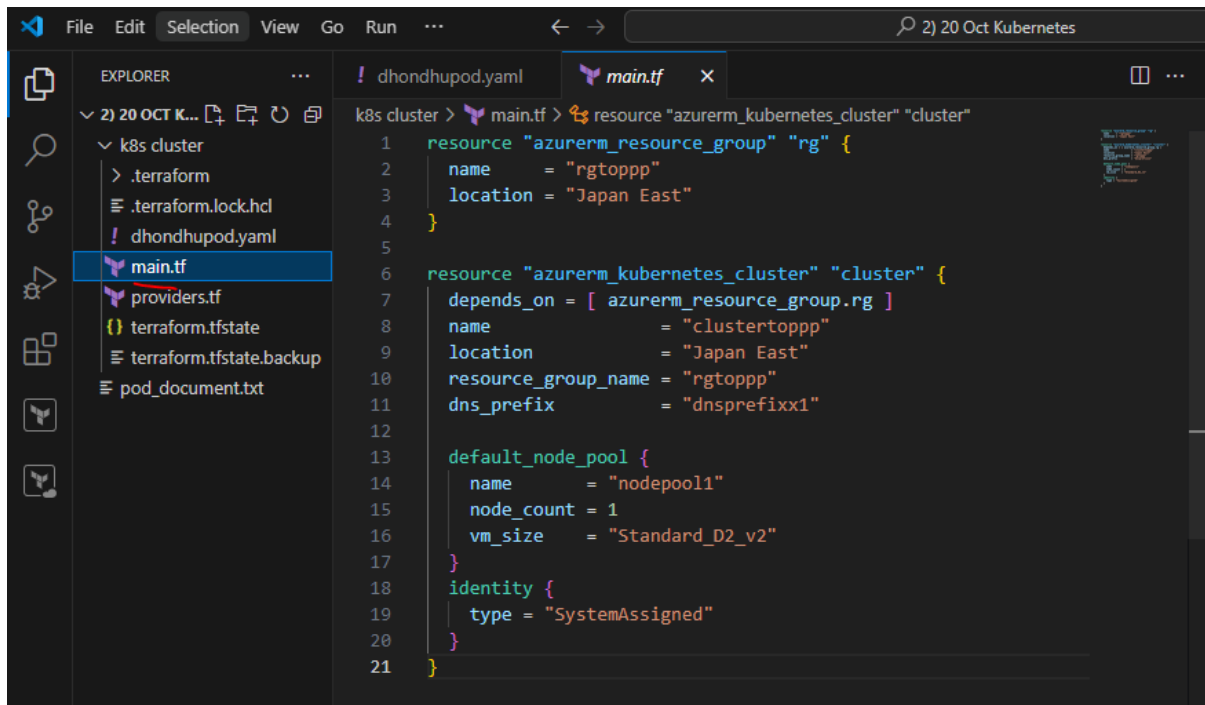 File Edit Selection View Go Run ... 2) 20 Oct Kubernetes
EXPLORER ...
2) 20 OCT K...
k8s cluster
.terraform
.terraform.lock.hcl
! dhondhupod.yaml
main.tf
providers.tf
{} terraform.tfstate
terraform.tfstate.backup
pod_document.txt
! dhondhupod.yaml main.tf × ...
k8s cluster > main.tf > resource "azurerm_kubernetes_cluster" "cluster"
1 resource "azurerm_resource_group" "rg" {
2 name = "rgtoppp"
3 location = "Japan East"
4 }
5
6 resource "azurerm_kubernetes_cluster" "cluster" {
7 depends_on = [ azurerm_resource_group.rg ]
8 name = "clustertoppp"
9 location = "Japan East"
10 resource_group_name = "rgtoppp"
11 dns_prefix = "dnsprefixx1"
12
13 default_node_pool {
14 name = "nodepool1"
15 node_count = 1
16 vm_size = "Standard_D2_v2"
17 }
18 identity {
19 type = "SystemAssigned"
20 }
21 }